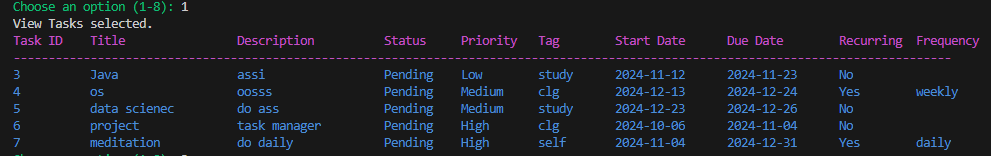 Choose an option (1-8): 1
View Tasks selected.
Task ID Title Description Status Priority Tag Start Date Due Date Recurring Frequency
--------------------------------------------------------------------------------------------------------------------------------------
3 Java assi Pending Low study 2024-11-12 2024-11-23 No
4 os oosss Pending Medium clg 2024-12-13 2024-12-24 Yes weekly
5 data scienec do ass Pending Medium study 2024-12-23 2024-12-26 No
6 project task manager Pending High clg 2024-10-06 2024-11-04 No
7 meditation do daily Pending High self 2024-11-04 2024-12-31 Yes daily